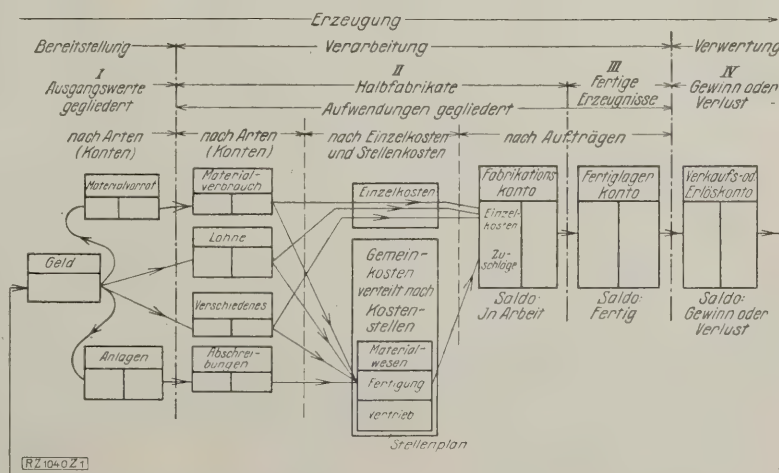 Erzeugung
Bereitstellung
Verarbeitung
Verwertung
I
Ausgangswerte
gegliedert
II
Halbfabrikate
III
Fertige
Erzeugnisse
IV
Gewinn oder
Verlust
Aufwendungen gegliedert
nach Arten
(Konten)
nach Arten
(Konten)
nach Einzelkosten
und Stellenkosten
nach Aufträgen
Materialvorrat
Geld
Anlagen
Material-
verbrauch
Löhne
Verschiedenes
Abschrei-
bungen
Einzelkosten
Gemein-
kosten
verteilt nach
Kosten-
stellen
Material-
wesen
Fertigung
Vertrieb
Stellenplan
Fabrikations
konto
Einzel-
kosten
Zu-
schläge
Saldo:
Jn Arbeit
Fertiglager
konto
Saldo:
Fertig
Verkaufs-od.
Erlöskonto
Saldo:
Gewinn oder
Verlust
RZ1040Z1